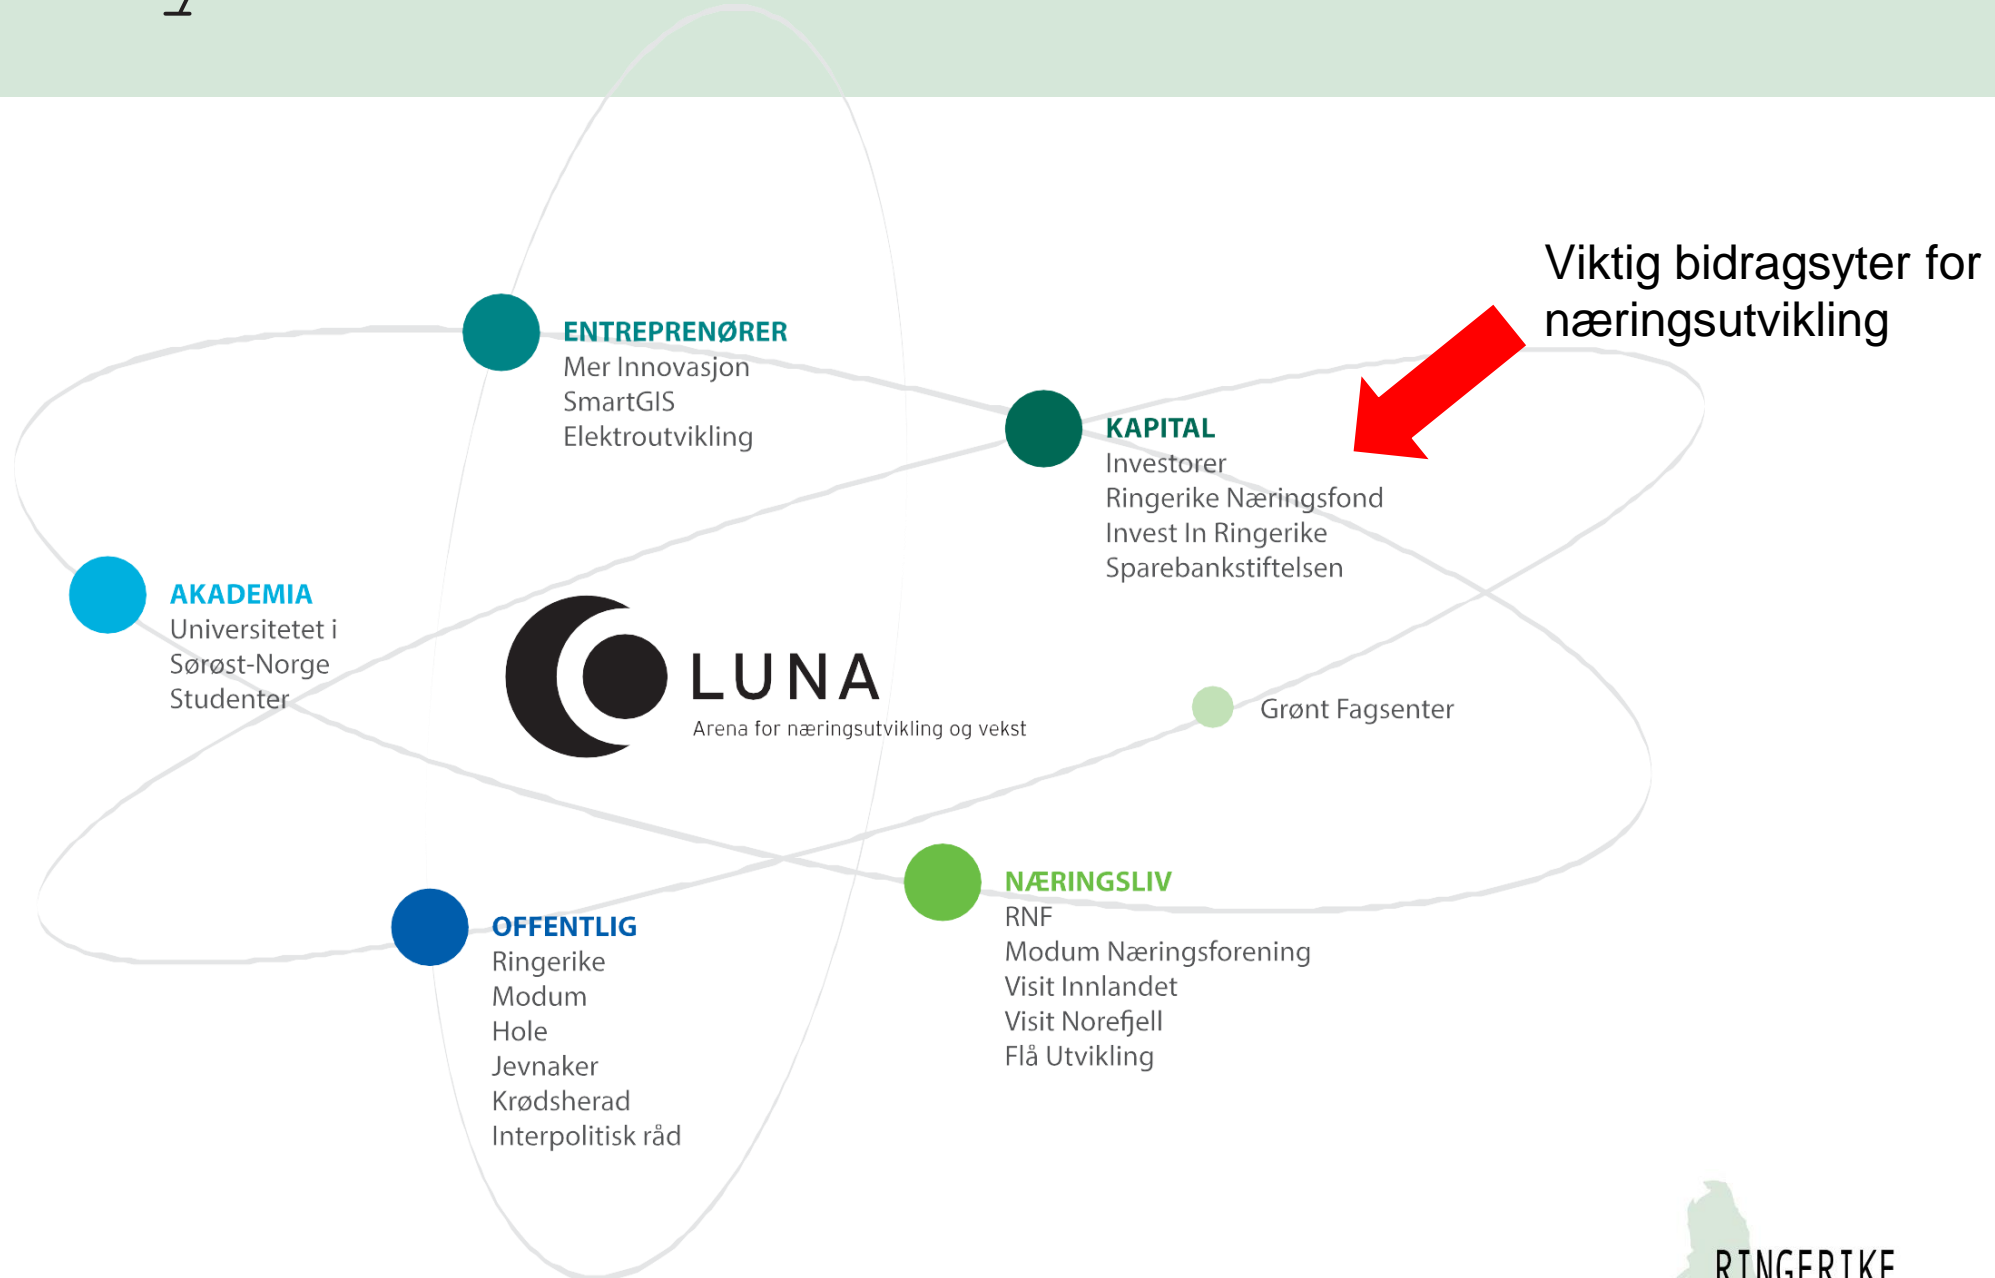 Viktig bidragsyter for
næringsutvikling
ENTREPRENØRER
Mer Innovasjon
SmartGIS
Elektroutvikling
KAPITAL
Investorer
Ringerike Næringsfond
Invest In Ringerike
Sparebankstiftelsen
AKADEMIA
Universitetet i
Sørøst-Norge
Studenter
LUNA
Arena for næringsutvikling og vekst
Grønt Fagsenter
NÆRINGSLIV
RNF
Modum Næringsforening
Visit Innlandet
Visit Norefjell
Flå Utvikling
OFFENTLIG
Ringerike
Modum
Hole
Jevnaker
Krødsherad
Interpolitisk råd
RINGERIKE